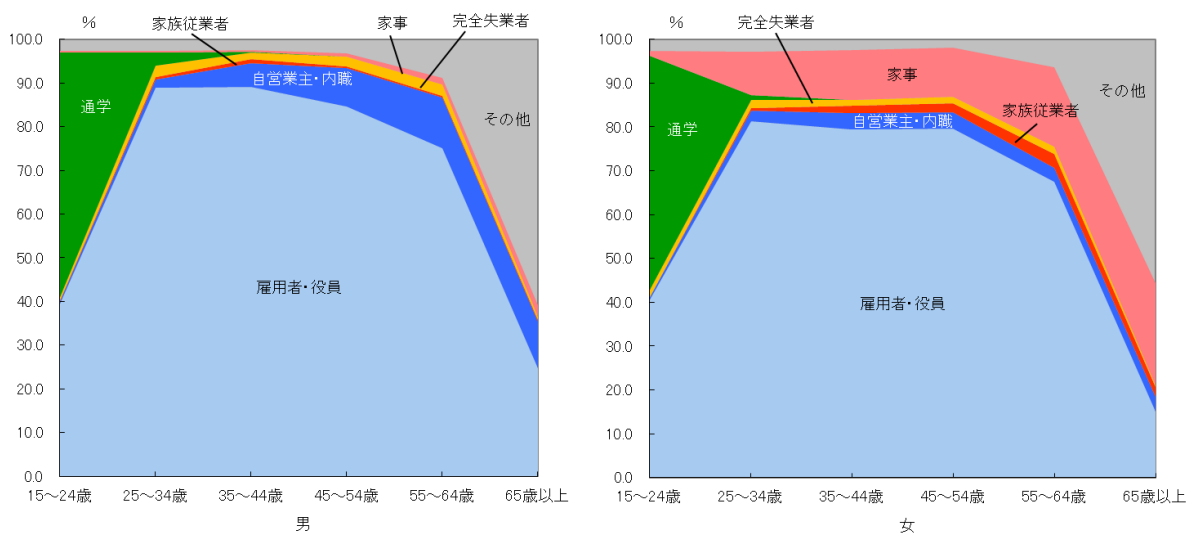 %
家族従業者
家事
完全失業者
100.0
90.0
80.0
70.0
60.0
50.0
40.0
30.0
20.0
10.0
0.0
通学
自営業主・内職
その他
雇用者・役員
15～24歳
25～34歳
35～44歳
45～54歳
55～64歳
65歳以上
男
%
完全失業者
100.0
90.0
80.0
70.0
60.0
50.0
40.0
30.0
20.0
10.0
0.0
家事
その他
家族従業者
通学
自営業主・内職
雇用者・役員
15～24歳
25～34歳
35～44歳
45～54歳
55～64歳
65歳以上
女